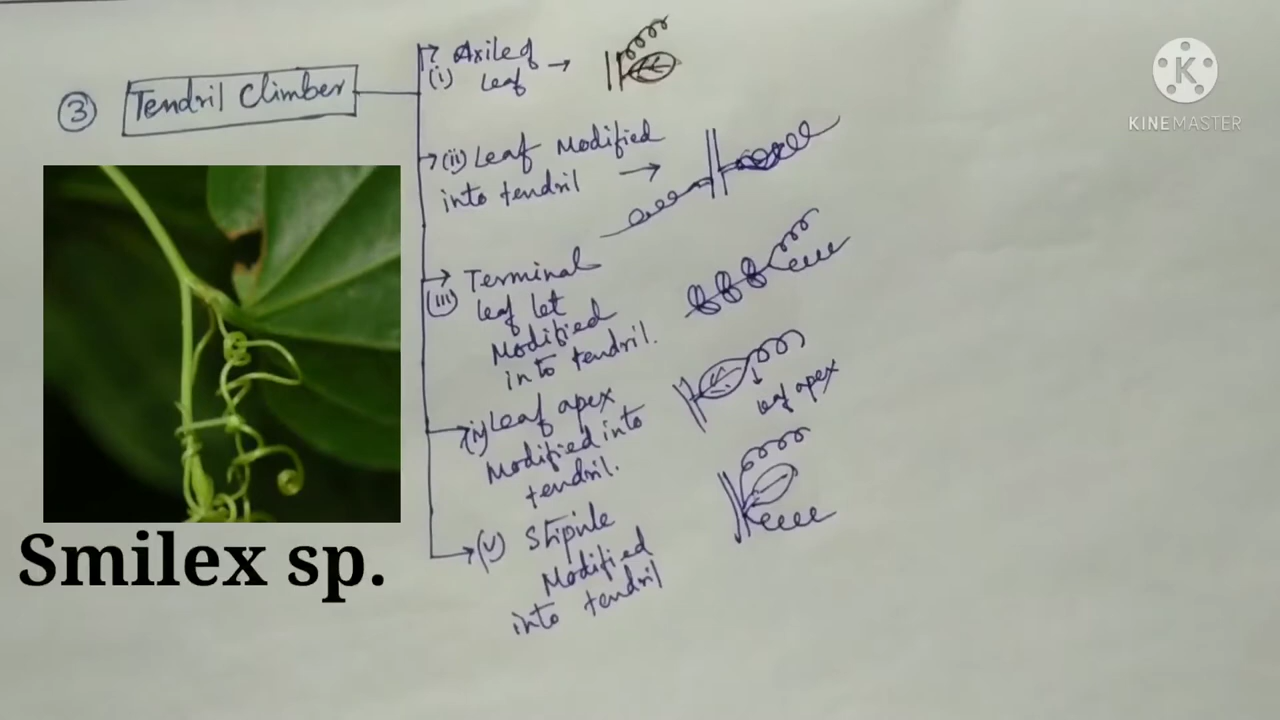 ③ Tendril Climber
(i) Axile of
leaf →
(ii) Leaf Modified
into tendril →
(iii) Terminal
leaf let
Modified
into tendril.
Leaf apex
Modified into
tendril.
leaf apex
(v) Stipule
Modified
into tendril
Smilex sp.
K
KINEMASTER